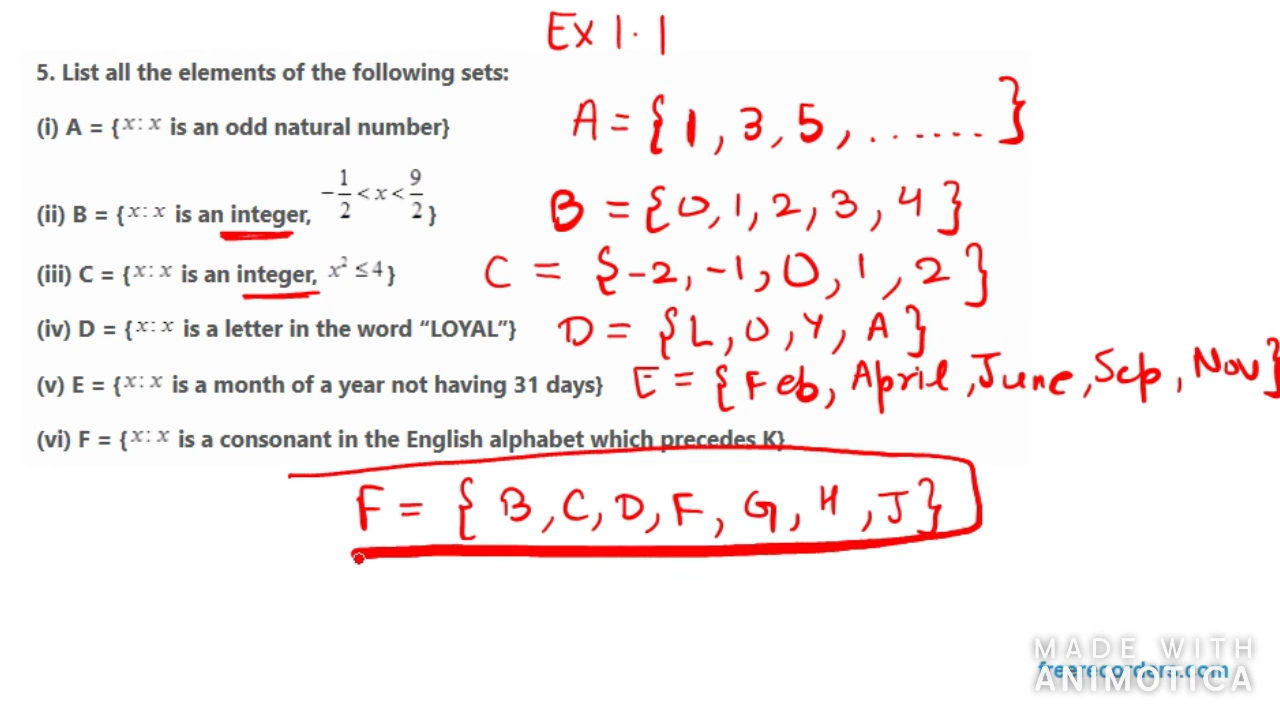 Ex 1.1
5. List all the elements of the following sets:
(i) A = {x: x is an odd natural number}
A = {1, 3, 5, ....... }
(ii) B = {x: x is an integer, -1/2 < x < 9/2 }
B = {0, 1, 2, 3, 4}
(iii) C = {x: x is an integer, x² ≤ 4}
C = {-2, -1, 0, 1, 2}
(iv) D = {x: x is a letter in the word “LOYAL”}
D = {L, O, Y, A}
(v) E = {x: x is a month of a year not having 31 days}
E = {Feb, April, June, Sep, Nov}
(vi) F = {x: x is a consonant in the English alphabet which precedes K}
F = { B, C, D, F, G, H, J}
MADE WITH
freerecorders.com
ANIMOTICA